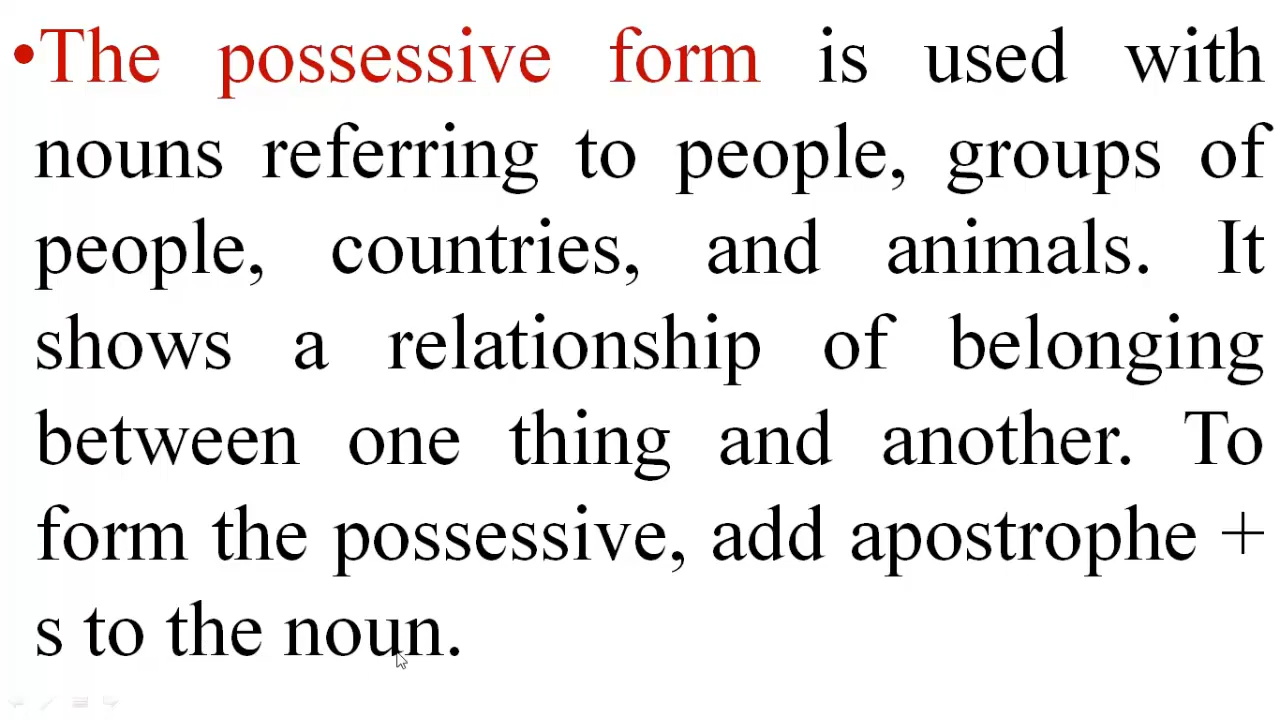 •The possessive form is used with
nouns referring to people, groups of
people, countries, and animals. It
shows a relationship of belonging
between one thing and another. To
form the possessive, add apostrophe +
s to the noun.